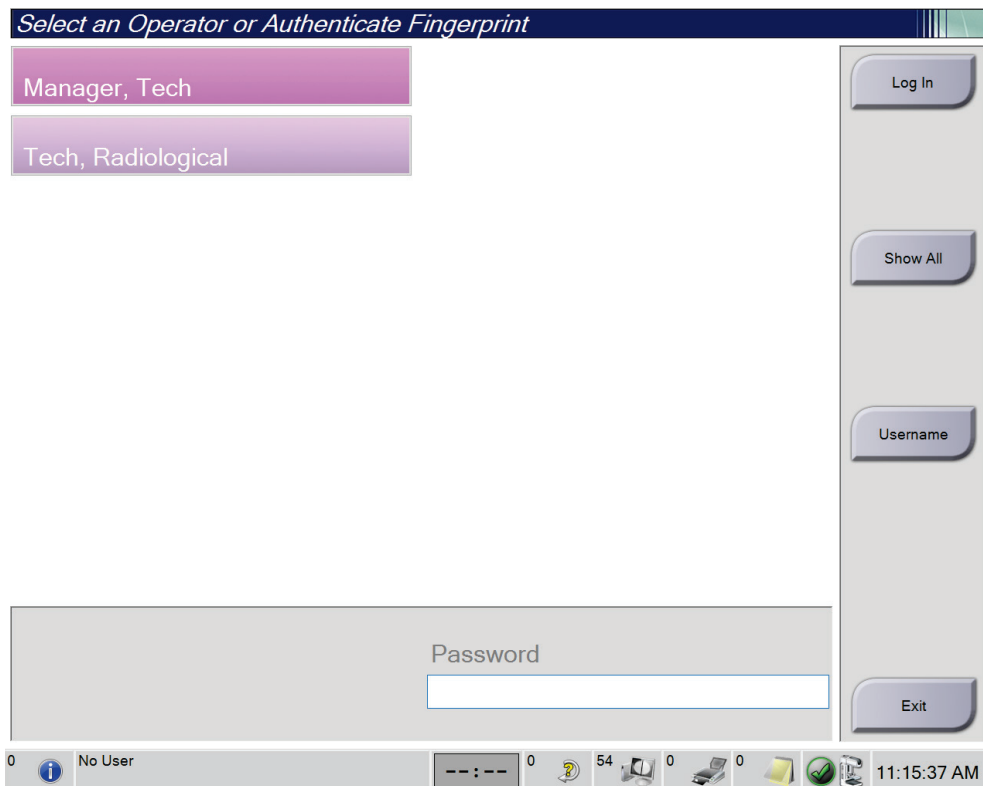 Select an Operator or Authenticate Fingerprint
Manager, Tech
Log In
Tech, Radiological
Show All
Username
Password
Exit
0 No User --:-- 0 54 0 0 11:15:37 AM